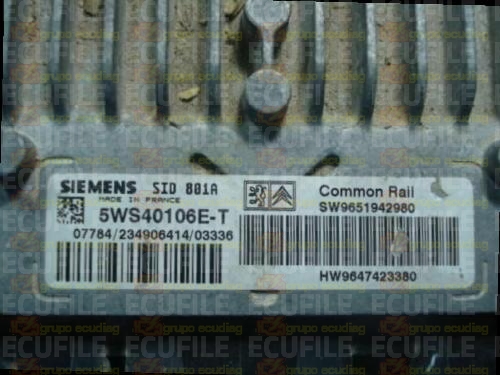 SIEMENS SID 801A
MADE IN FRANCE
5WS40106E-T
07784/234906414/03336
Common Rail
SW9651942980
HW9647423380
ECUFILE
grupo ecudiag